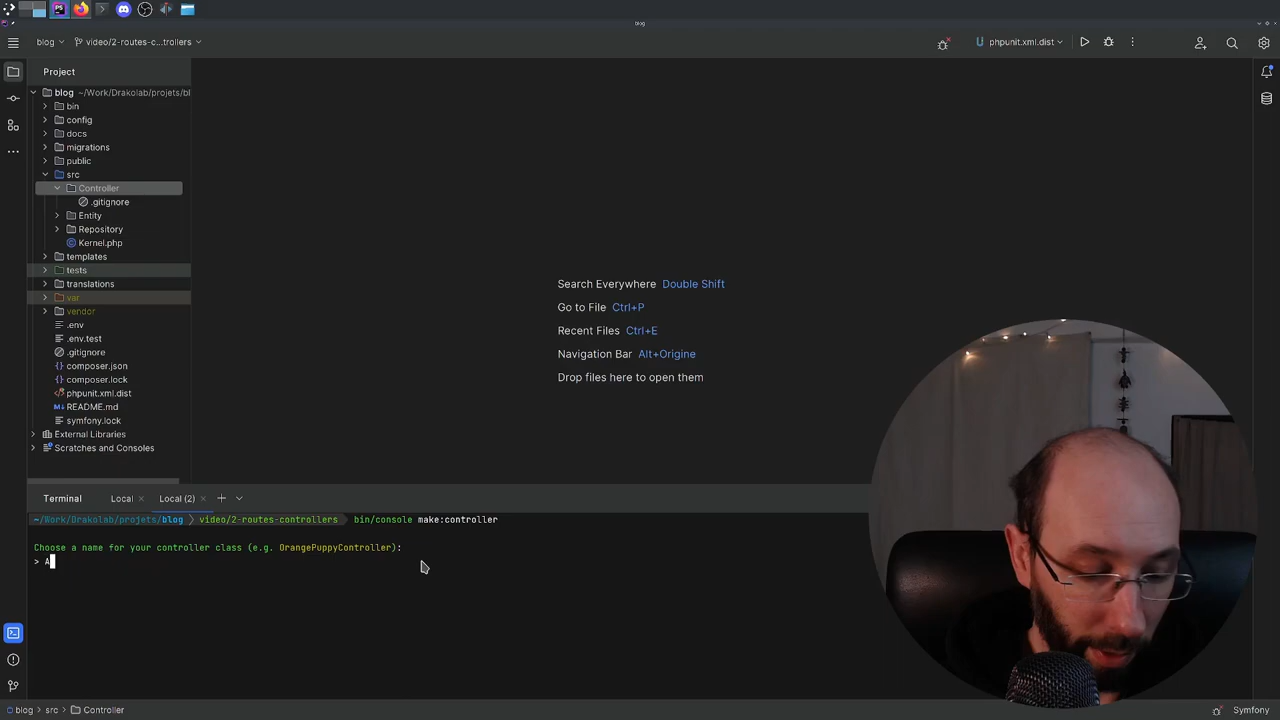 blog
blog
video/2-routes-c...trollers
phpunit.xml.dist
Project
blog ~/Work/Drakolab/projets/bl
bin
config
docs
migrations
public
src
Controller
.gitignore
Entity
Repository
Kernel.php
templates
tests
translations
var
vendor
.env
.env.test
.gitignore
composer.json
composer.lock
phpunit.xml.dist
README.md
symfony.lock
External Libraries
Scratches and Consoles
Search Everywhere Double Shift
Go to File Ctrl+P
Recent Files Ctrl+E
Navigation Bar Alt+Origine
Drop files here to open them
Terminal Local Local (2)
~/Work/Drakolab/projets/blog video/2-routes-controllers bin/console make:controller
Choose a name for your controller class (e.g. OrangePuppyController):
> A
blog > src > Controller
Symfony